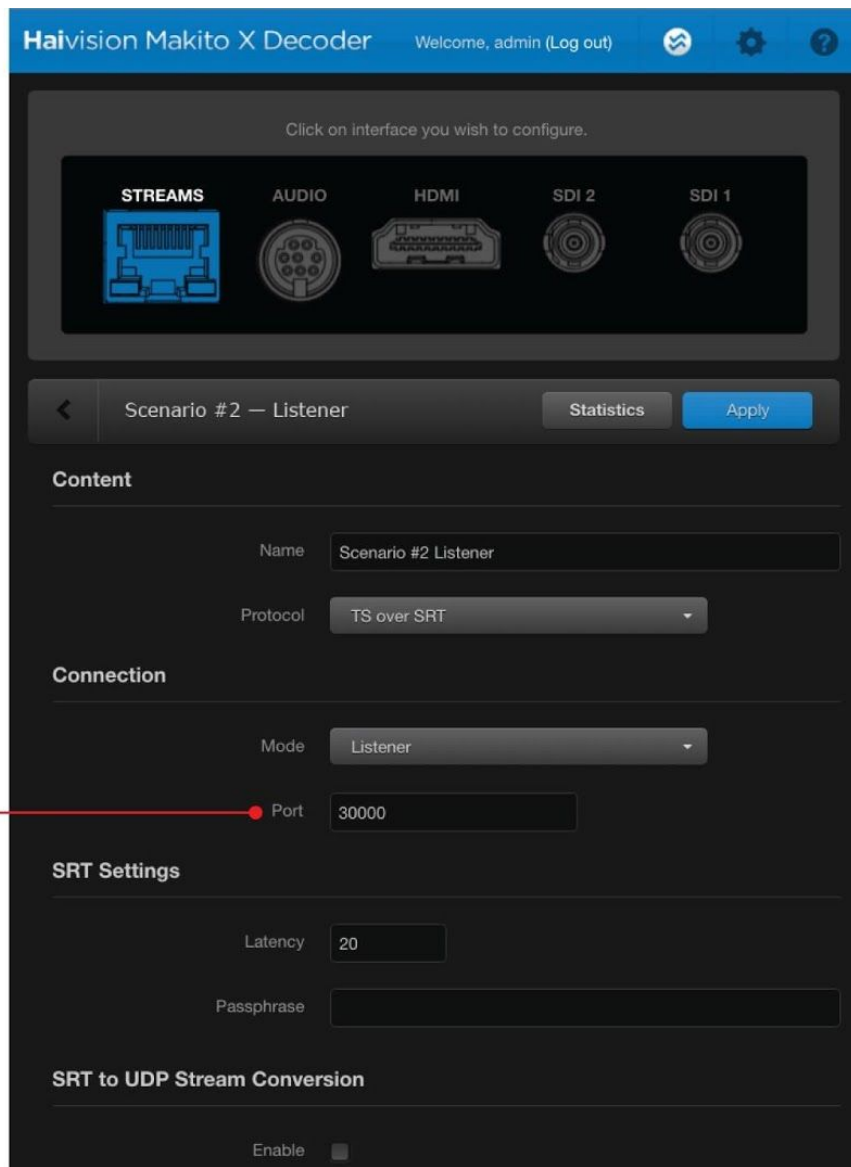 Haivision Makito X Decoder Welcome, admin (Log out) ?
Click on interface you wish to configure.
STREAMS AUDIO HDMI SDI 2 SDI 1
Scenario #2 — Listener Statistics Apply
Content
Name Scenario #2 Listener
Protocol TS over SRT
Connection
Mode Listener
Port 30000
SRT Settings
Latency 20
Passphrase
SRT to UDP Stream Conversion
Enable